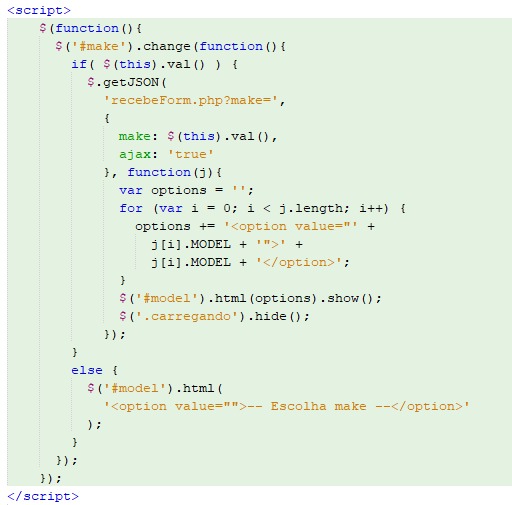 <script>
$(function(){
$('#make').change(function(){
if( $(this).val() ) {
$.getJSON(
'recebeForm.php?make=',
{
make: $(this).val(),
ajax: 'true'
}, function(j){
var options = '';
for (var i = 0; i < j.length; i++) {
options += '<option value="' +
j[i].MODEL + '">' +
j[i].MODEL + '</option>';
}
$('#model').html(options).show();
$('.carregando').hide();
});
}
else {
$('#model').html(
'<option value="">-- Escolha make --</option>'
);
}
});
});
</script>